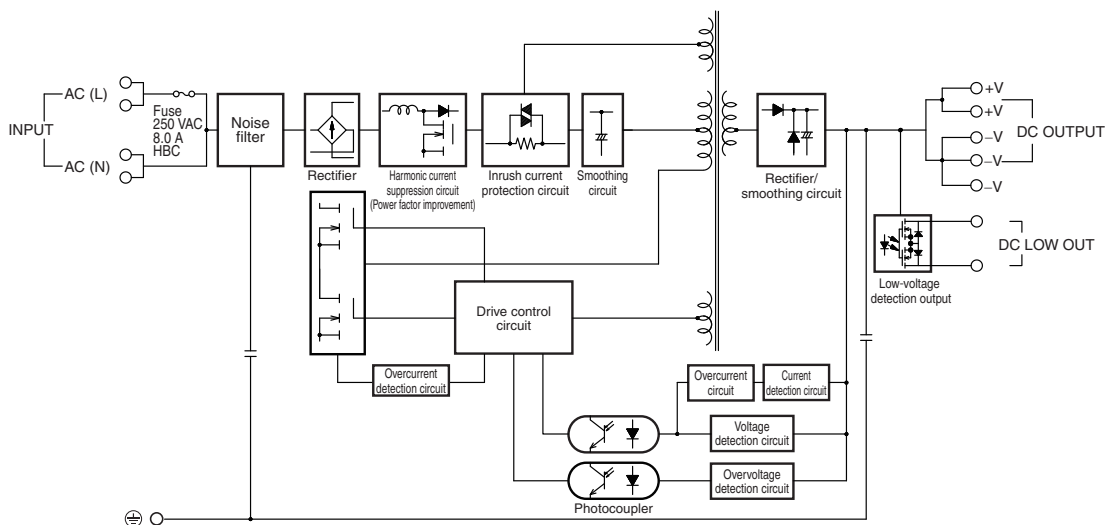 INPUT
AC (L)
AC (N)
Fuse
250 VAC
8.0 A
HBC
Noise
filter
Rectifier
Harmonic current
suppression circuit
(Power factor improvement)
Inrush current
protection circuit
Smoothing
circuit
Rectifier/
smoothing circuit
+V
+V
−V
−V
−V
DC OUTPUT
DC LOW OUT
Low-voltage
detection output
Drive control
circuit
Overcurrent
detection circuit
Overcurrent
circuit
Current
detection circuit
Voltage
detection circuit
Overvoltage
detection circuit
Photocoupler